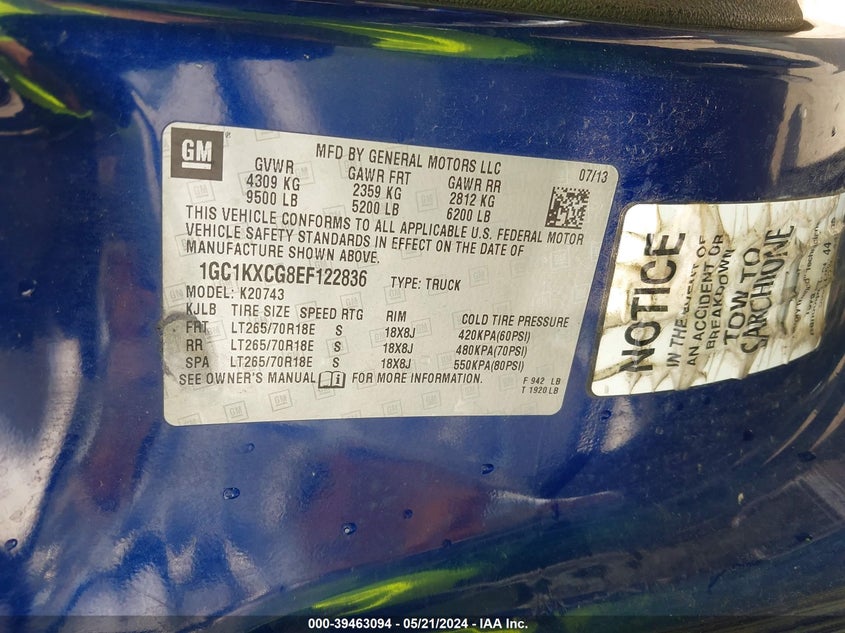 GM
MFD BY GENERAL MOTORS LLC
07/13
GVWR GAWR FRT GAWR RR
4309 KG 2359 KG 2812 KG
9500 LB 5200 LB 6200 LB
THIS VEHICLE CONFORMS TO ALL APPLICABLE U.S. FEDERAL MOTOR
VEHICLE SAFETY STANDARDS IN EFFECT ON THE DATE OF
MANUFACTURE SHOWN ABOVE.
1GC1KXCG8EF122836 TYPE: TRUCK
MODEL: K20743
KJLB TIRE SIZE SPEED RTG RIM COLD TIRE PRESSURE
FRT LT265/70R18E S 18X8J 420KPA(60PSI)
RR LT265/70R18E S 18X8J 480KPA(70PSI)
SPA LT265/70R18E S 18X8J 550KPA(80PSI)
SEE OWNER'S MANUAL FOR MORE INFORMATION.
F 942 LB
T 1920 LB
NOTICE
IN THE EVENT OF
AN ACCIDENT OR
BREAKDOWN
TOW TO
CARCHIONE
000-39463094 / 05/21/2024 - IAA Inc.